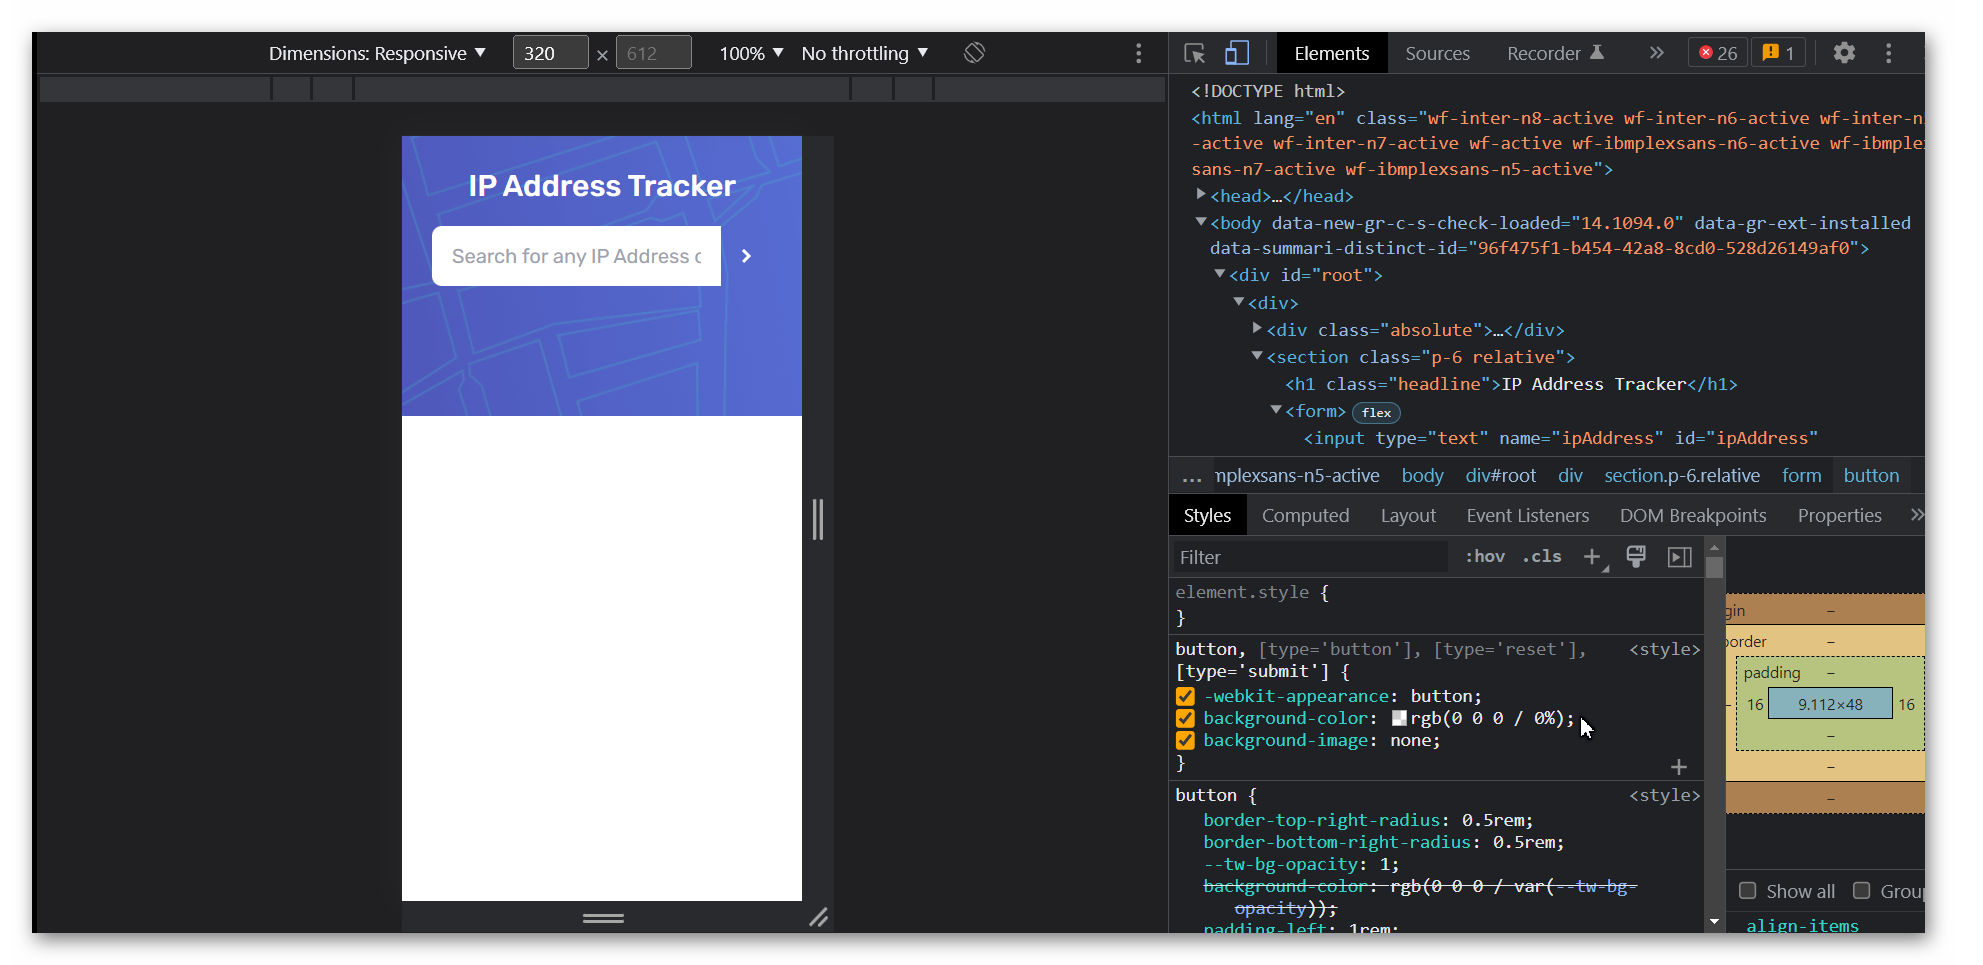 Dimensions: Responsive ▼ 320 × 612 100% ▼ No throttling ▼
IP Address Tracker
Search for any IP Address
Elements Sources Recorder » 26 1
<!DOCTYPE html>
<html lang="en" class="wf-inter-n8-active wf-inter-n6-active wf-inter-n
-active wf-inter-n7-active wf-active wf-ibmplexsans-n6-active wf-ibmple
sans-n7-active wf-ibmplexsans-n5-active">
▶<head>…</head>
▼<body data-new-gr-c-s-check-loaded="14.1094.0" data-gr-ext-installed
data-summari-distinct-id="96f475f1-b454-42a8-8cd0-528d26149af0">
▼<div id="root">
▼<div>
▶<div class="absolute">…</div>
▼<section class="p-6 relative">
<h1 class="headline">IP Address Tracker</h1>
▼<form> flex
<input type="text" name="ipAddress" id="ipAddress"
... mplexsans-n5-active body div#root div section.p-6.relative form button
Styles Computed Layout Event Listeners DOM Breakpoints Properties »
Filter :hov .cls +
element.style {
}
button, [type='button'], [type='reset'], <style>
[type='submit'] {
-webkit-appearance: button;
background-color: rgb(0 0 0 / 0%);
background-image: none;
}
+
button { <style>
border-top-right-radius: 0.5rem;
border-bottom-right-radius: 0.5rem;
--tw-bg-opacity: 1;
background-color: rgb(0 0 0 / var(--tw-bg-
opacity));
padding-left: 1rem;
gin –
border –
padding –
– 16 9.112×48 16
–
–
–
Show all Grou
align-items